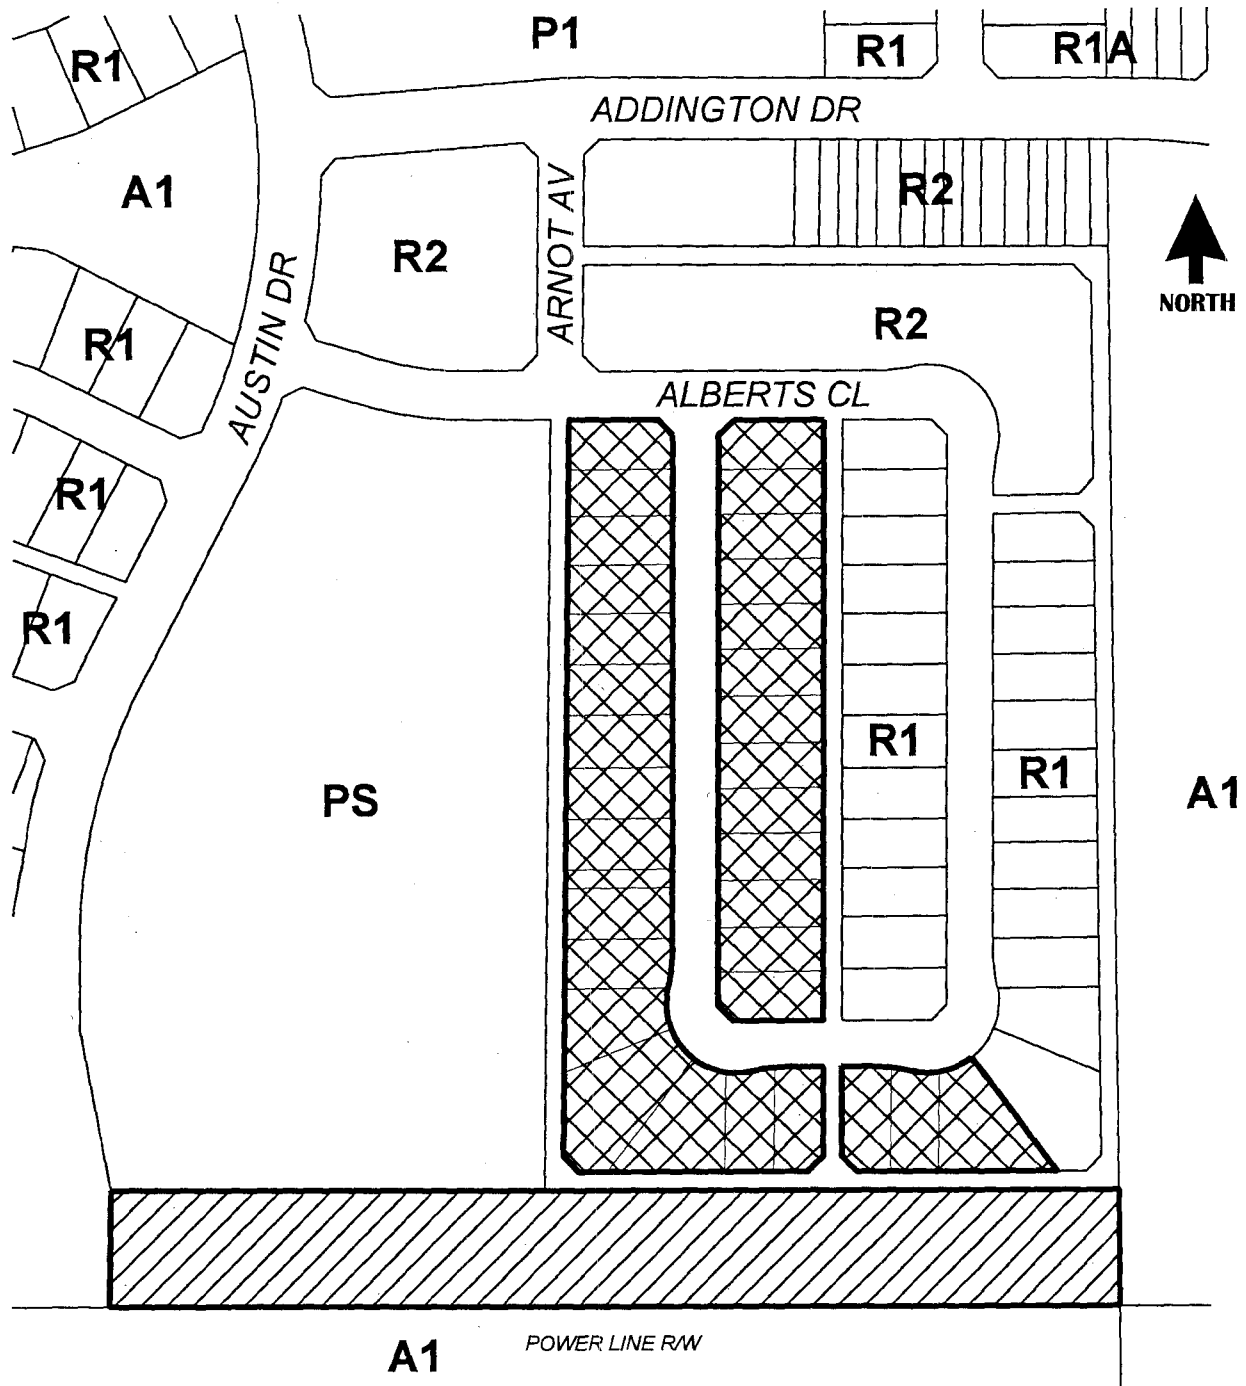 P1
R1
R1
R1A
ADDINGTON DR
A1
R2
ARNOT AV
R2
AUSTIN DR
NORTH
R1
R2
ALBERTS CL
R1
R1
PS
R1
R1
A1
POWER LINE R/W
A1